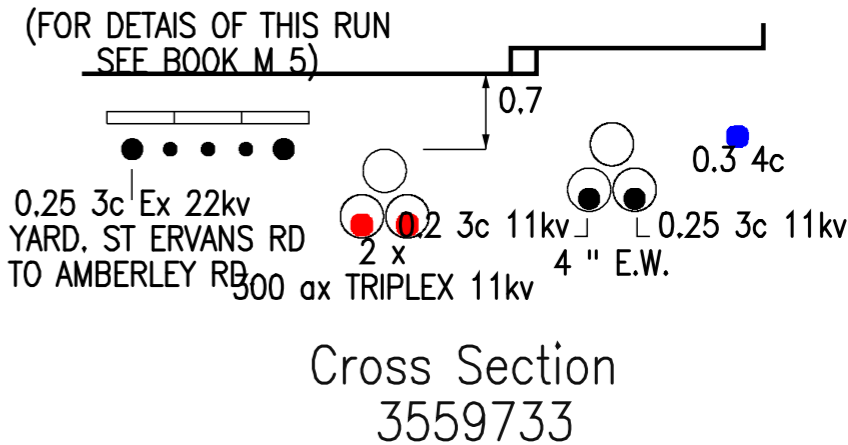 (FOR DETAIS OF THIS RUN
SEE BOOK M 5)
0.7
0.3 4c
0.25 3c Ex 22kv
YARD. ST ERVANS RD
TO AMBERLEY RD.
0.2 3c 11kv
0.25 3c 11kv
2 x
300 ax TRIPLEX 11kv
4 " E.W.
Cross Section
3559733